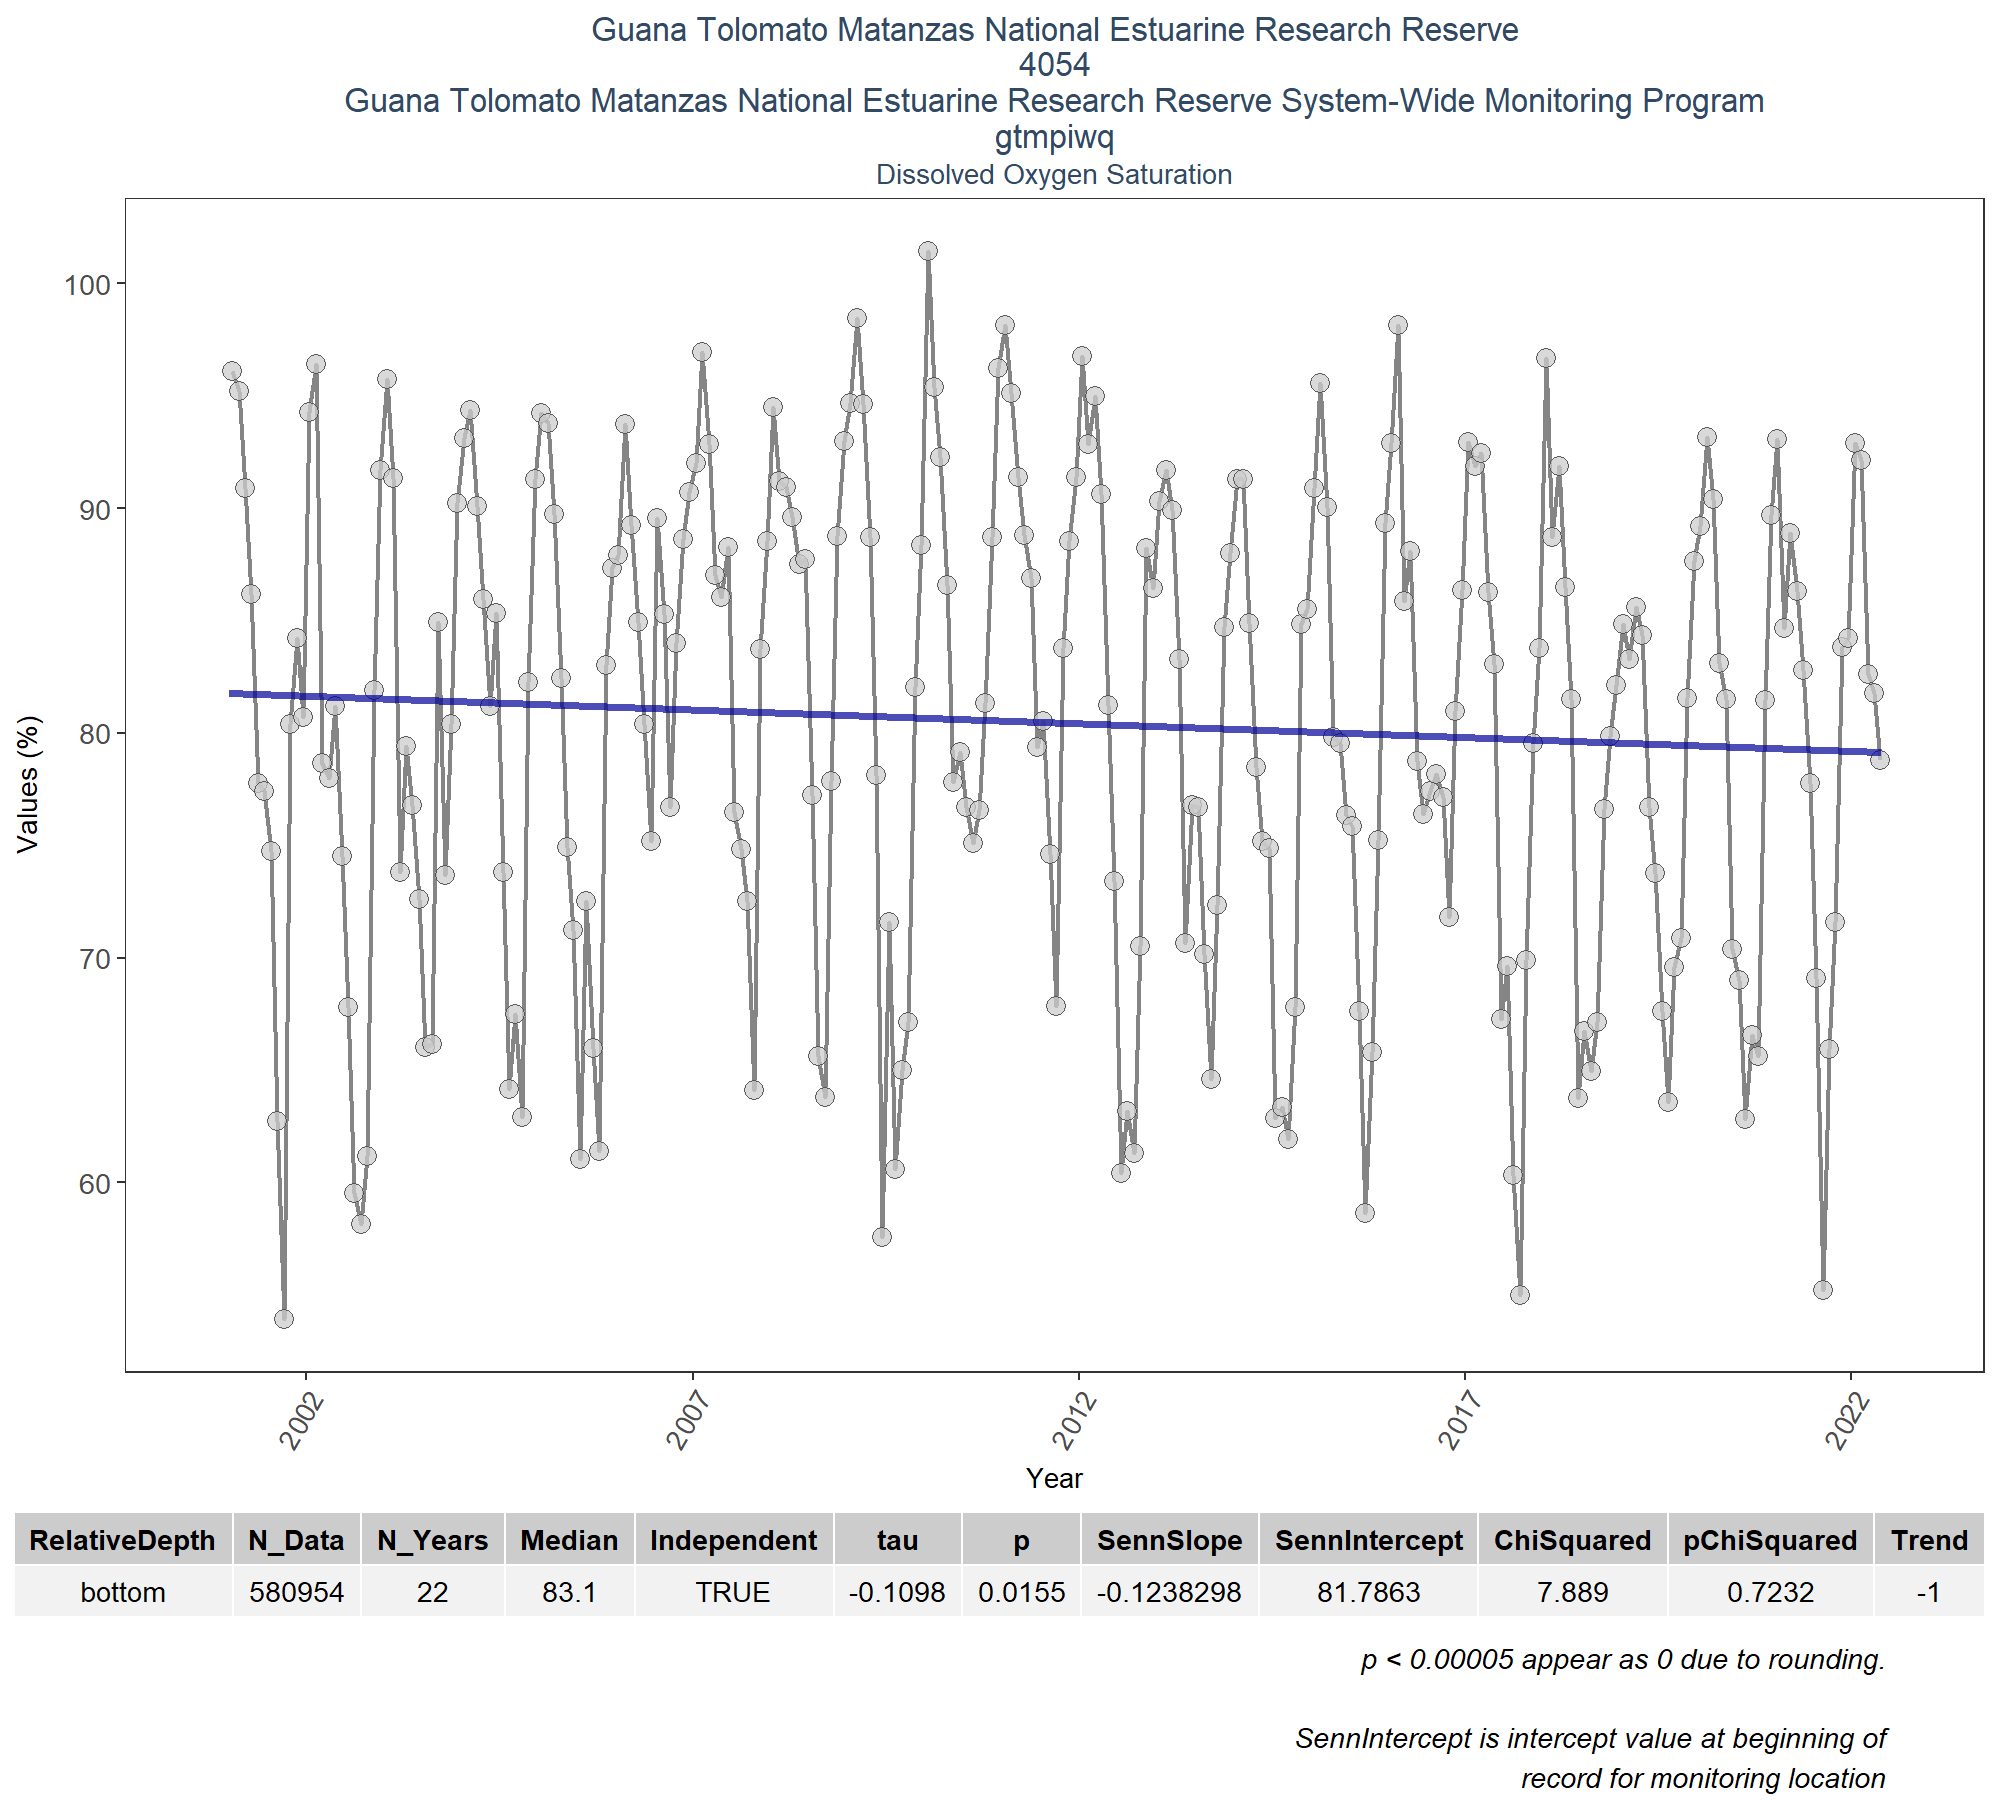 Guana Tolomato Matanzas National Estuarine Research Reserve
4054
Guana Tolomato Matanzas National Estuarine Research Reserve System-Wide Monitoring Program
gtmpiwq
Dissolved Oxygen Saturation
Values (%)
100
90
80
70
60
2002 2007 2012 2017 2022
Year
RelativeDepth N_Data N_Years Median Independent tau p SennSlope SennIntercept ChiSquared pChiSquared Trend
bottom 580954 22 83.1 TRUE -0.1098 0.0155 -0.1238298 81.7863 7.889 0.7232 -1
p < 0.00005 appear as 0 due to rounding.
SennIntercept is intercept value at beginning of
record for monitoring location